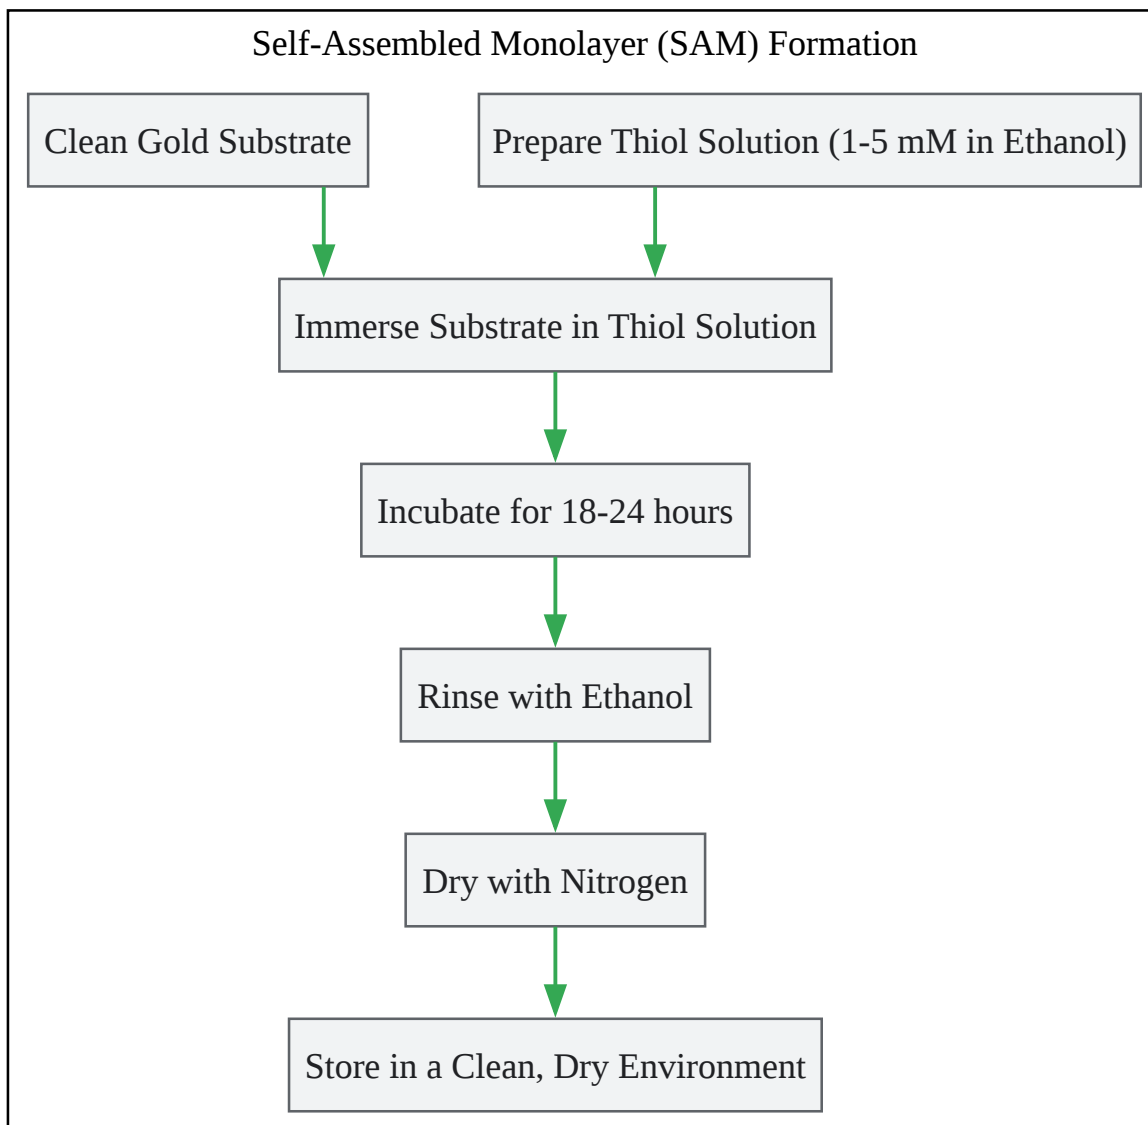 Self-Assembled Monolayer (SAM) Formation
Clean Gold Substrate
Prepare Thiol Solution (1-5 mM in Ethanol)
Immerse Substrate in Thiol Solution
Incubate for 18-24 hours
Rinse with Ethanol
Dry with Nitrogen
Store in a Clean, Dry Environment